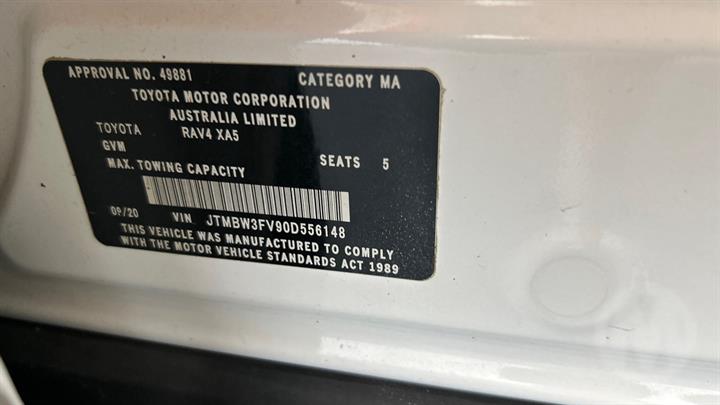 APPROVAL NO. 49881 CATEGORY MA
TOYOTA MOTOR CORPORATION
AUSTRALIA LIMITED
TOYOTA RAV4 XA5
GVM SEATS 5
MAX. TOWING CAPACITY
09/20 VIN JTMBW3FV90D556148
THIS VEHICLE WAS MANUFACTURED TO COMPLY
WITH THE MOTOR VEHICLE STANDARDS ACT 1989